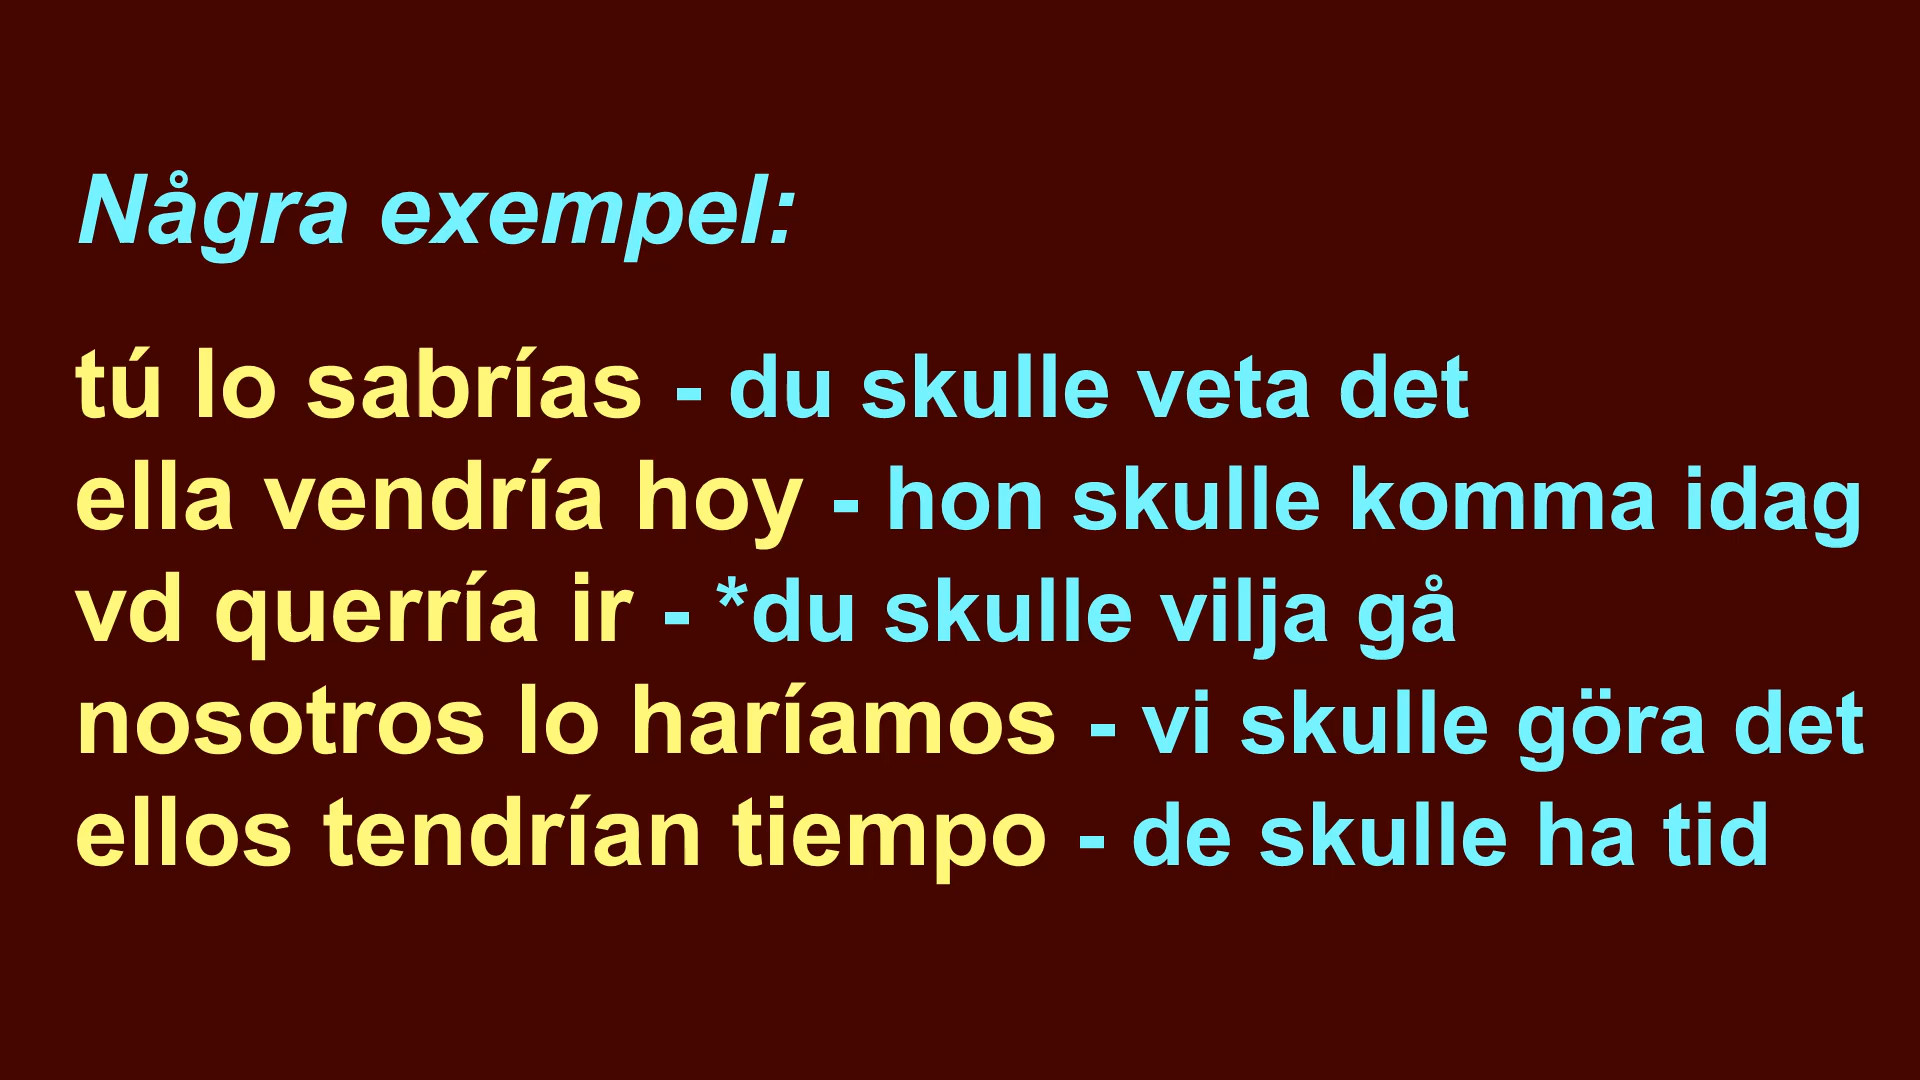 Några exempel:
tú lo sabrías - du skulle veta det
ella vendría hoy - hon skulle komma idag
vd querría ir - *du skulle vilja gå
nosotros lo haríamos - vi skulle göra det
ellos tendrían tiempo - de skulle ha tid